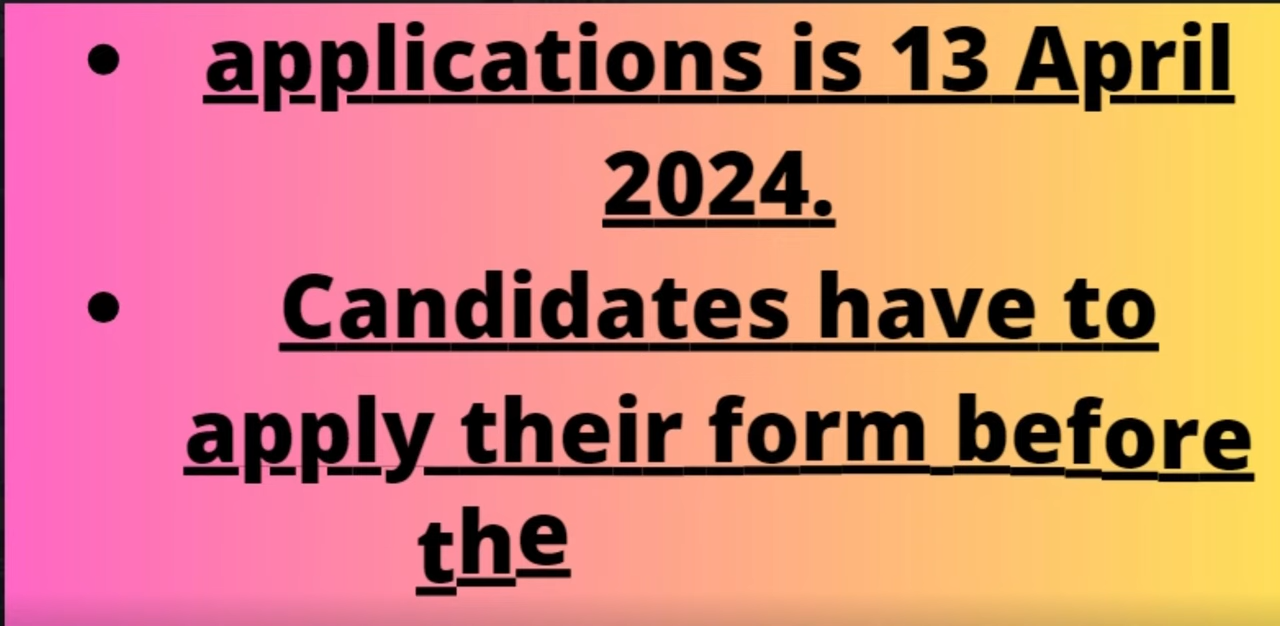 • applications is 13 April
2024.
• Candidates have to
apply their form before
the